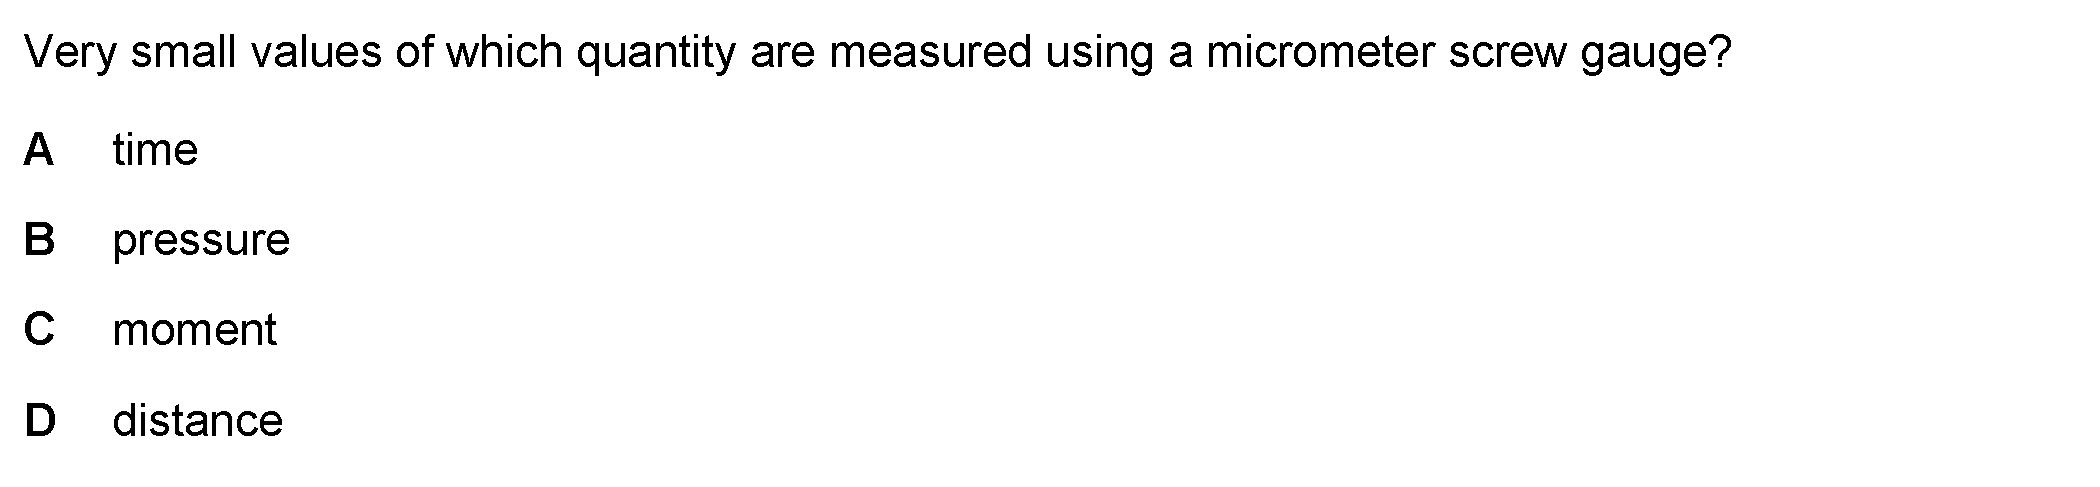 Very small values of which quantity are measured using a micrometer screw gauge?
A time
B pressure
C moment
D distance